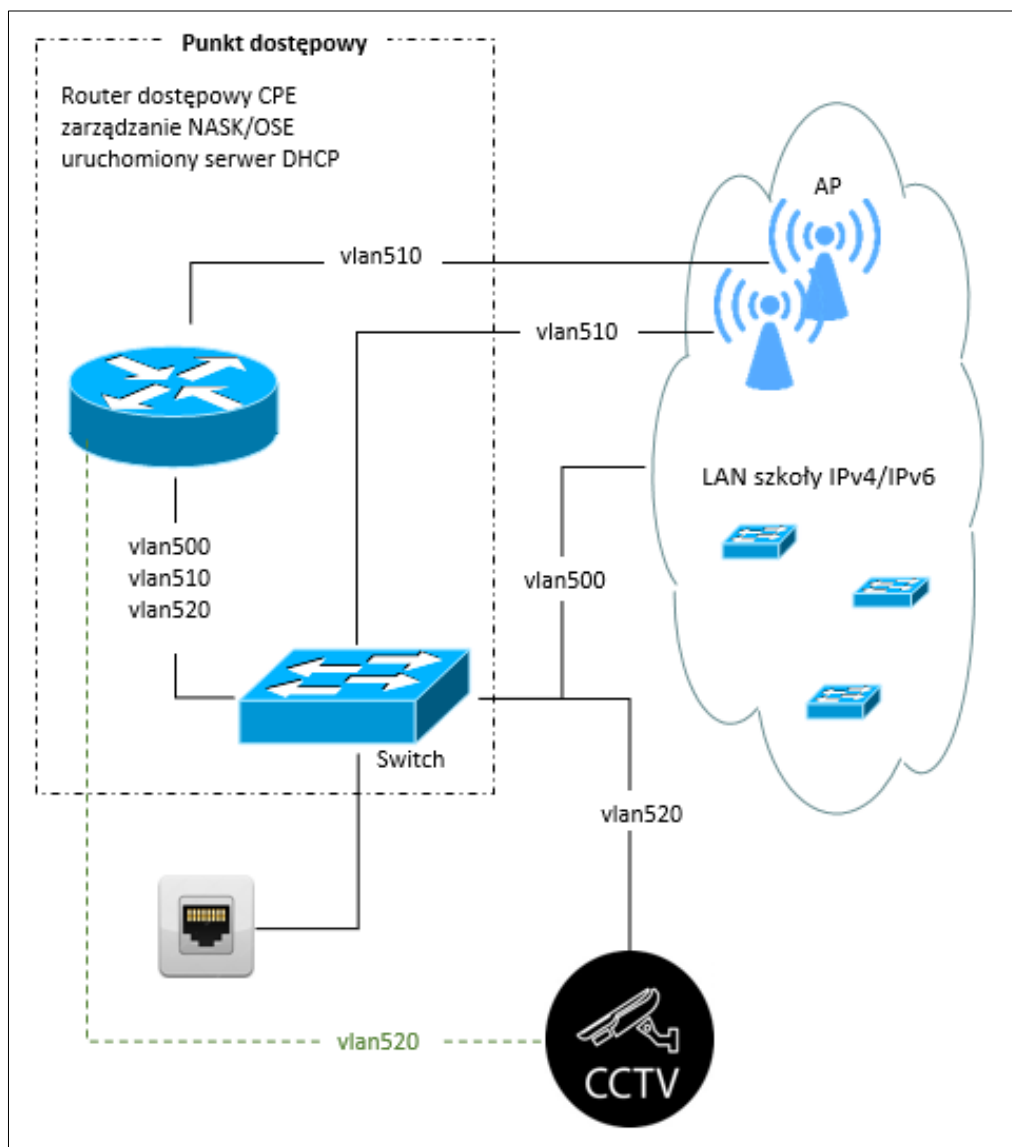 Punkt dostępowy
Router dostępowy CPE
zarządzanie NASK/OSE
uruchomiony serwer DHCP
AP
vlan510
vlan510
LAN szkoły IPv4/IPv6
vlan500
vlan510
vlan520
vlan500
Switch
vlan520
vlan520
CCTV